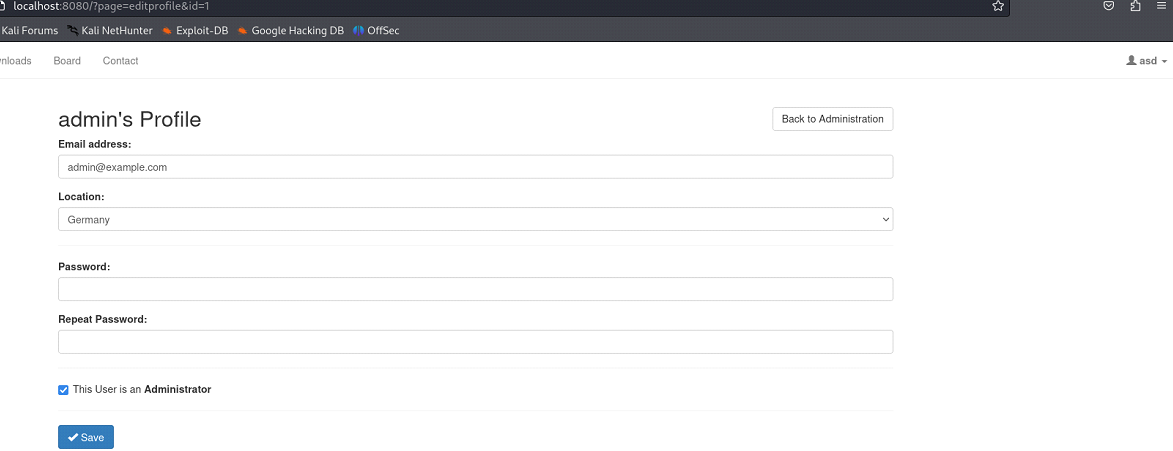 localhost:8080/?page=editprofile&id=1
Kali Forums Kali NetHunter Exploit-DB Google Hacking DB OffSec
nloads Board Contact asd
admin's Profile Back to Administration
Email address:
admin@example.com
Location:
Germany
Password:
Repeat Password:
This User is an Administrator
Save